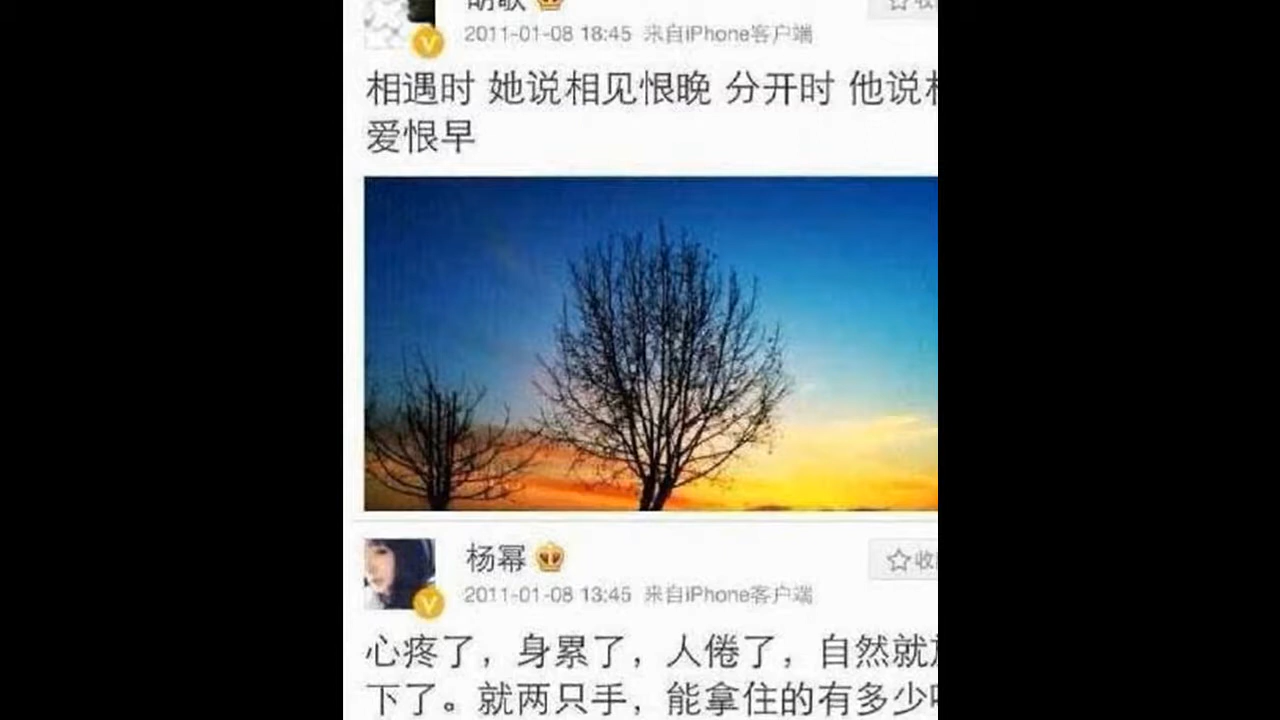 胡歌
2011-01-08 18:45 来自iPhone客户端
相遇时 她说相见恨晚 分开时 他说
爱恨早
杨幂
收
2011-01-08 13:45 来自iPhone客户端
心疼了，身累了，人倦了，自然就
下了。就两只手，能拿住的有多少